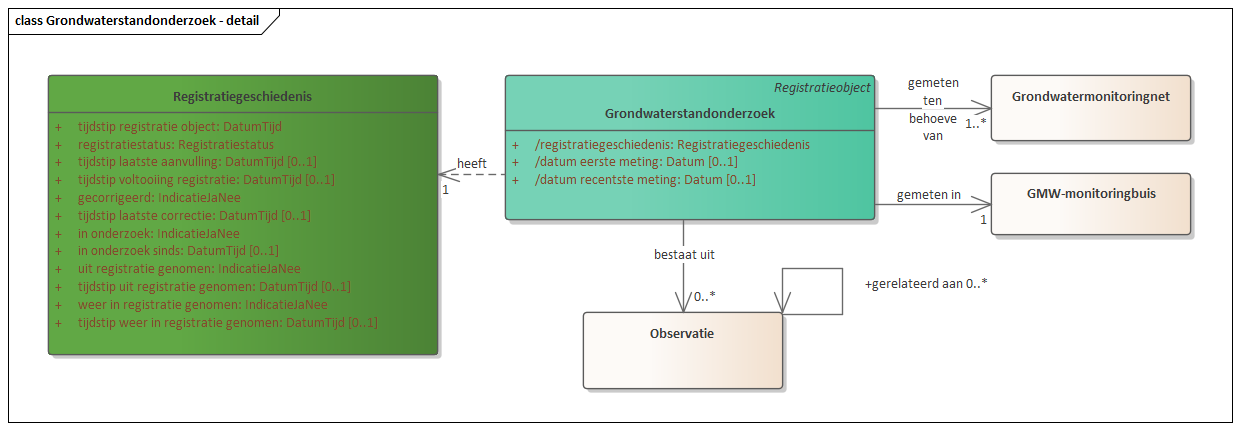 class Grondwaterstandonderzoek - detail
Registratiegeschiedenis
+ tijdstip registratie object: DatumTijd
+ registratiestatus: Registratiestatus
+ tijdstip laatste aanvulling: DatumTijd [0..1]
+ tijdstip voltooiing registratie: DatumTijd [0..1]
+ gecorrigeerd: IndicatieJaNee
+ tijdstip laatste correctie: DatumTijd [0..1]
+ in onderzoek: IndicatieJaNee
+ in onderzoek sinds: DatumTijd [0..1]
+ uit registratie genomen: IndicatieJaNee
+ tijdstip uit registratie genomen: DatumTijd [0..1]
+ weer in registratie genomen: IndicatieJaNee
+ tijdstip weer in registratie genomen: DatumTijd [0..1]
heeft
1
Registratieobject
Grondwaterstandonderzoek
+ /registratiegeschiedenis: Registratiegeschiedenis
+ /datum eerste meting: Datum [0..1]
+ /datum recentste meting: Datum [0..1]
gemeten
ten
behoeve
van
1..*
Grondwatermonitoringnet
gemeten in
1
GMW-monitoringbuis
bestaat uit
0..*
Observatie
+gerelateerd aan 0..*